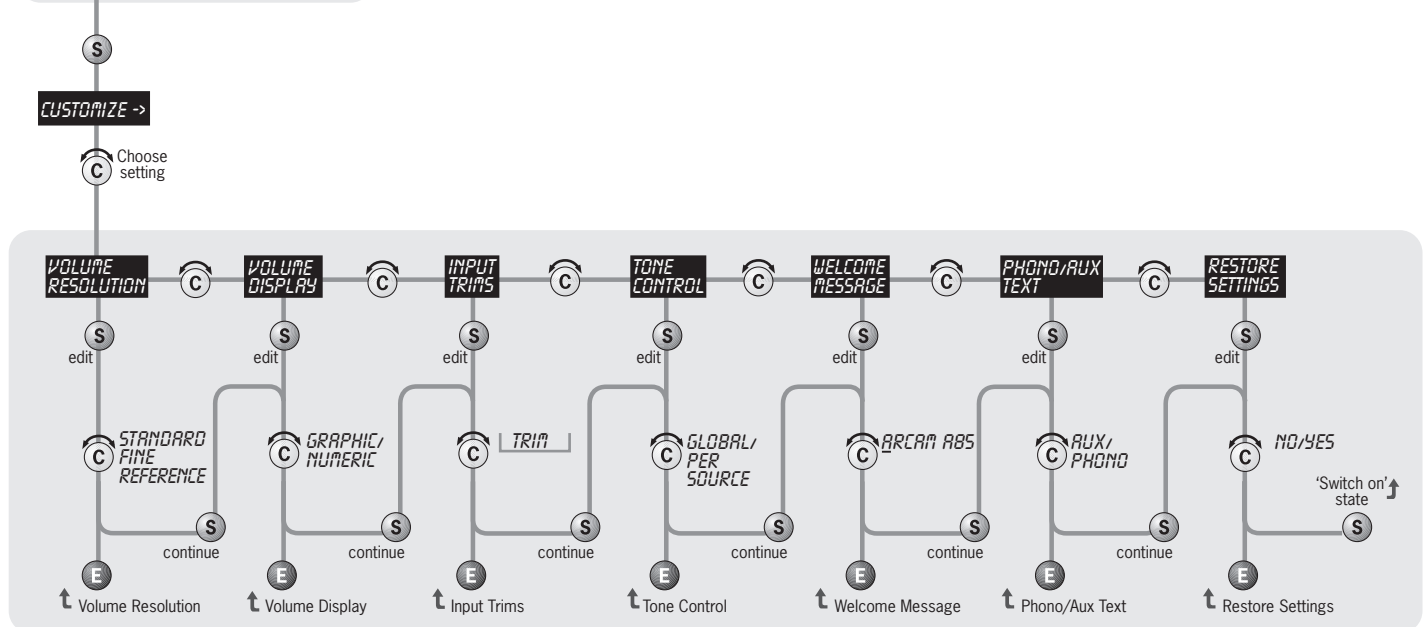 S
CUSTOMIZE ->
C
Choose
setting
VOLUME
RESOLUTION
C
VOLUME
DISPLAY
C
INPUT
TRIMS
C
TONE
CONTROL
C
WELCOME
MESSAGE
C
PHONO/AUX
TEXT
C
RESTORE
SETTINGS
S
edit
S
edit
S
edit
S
edit
S
edit
S
edit
S
edit
C
STANDARD
FINE
REFERENCE
C
GRAPHIC/
NUMERIC
C
TRIM
C
GLOBAL/
PER
SOURCE
C
ARCAM A85
C
AUX/
PHONO
C
NO/YES
'Switch on'
state
S
continue
S
continue
S
continue
S
continue
S
continue
S
continue
S
E
Volume Resolution
E
Volume Display
E
Input Trims
E
Tone Control
E
Welcome Message
E
Phono/Aux Text
E
Restore Settings